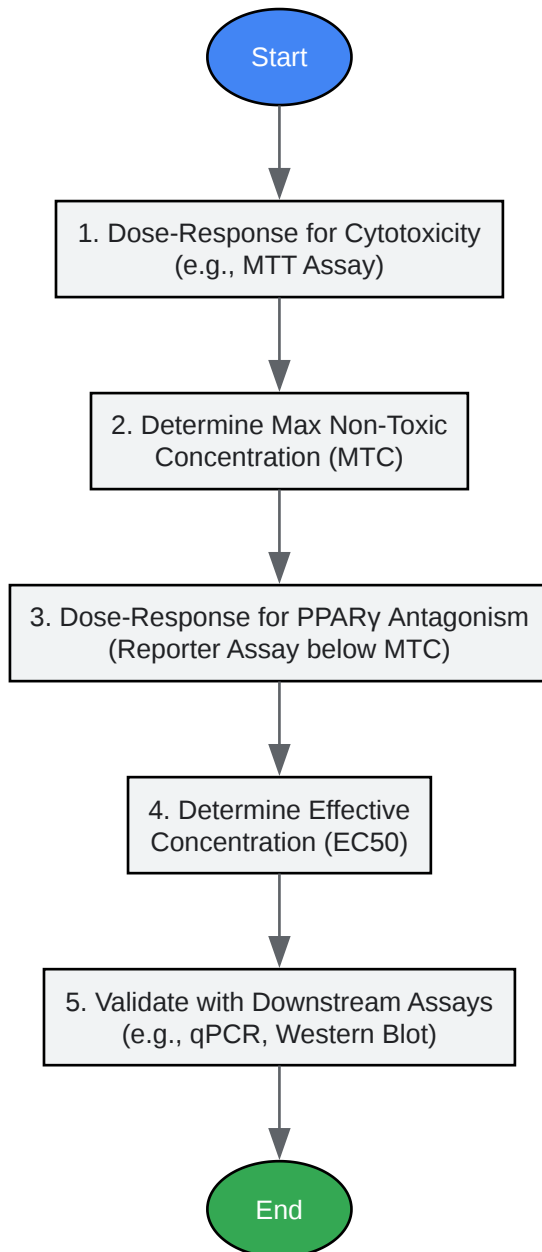 Start
1. Dose-Response for Cytotoxicity
(e.g., MTT Assay)
2. Determine Max Non-Toxic
Concentration (MTC)
3. Dose-Response for PPARγ Antagonism
(Reporter Assay below MTC)
4. Determine Effective
Concentration (EC50)
5. Validate with Downstream Assays
(e.g., qPCR, Western Blot)
End